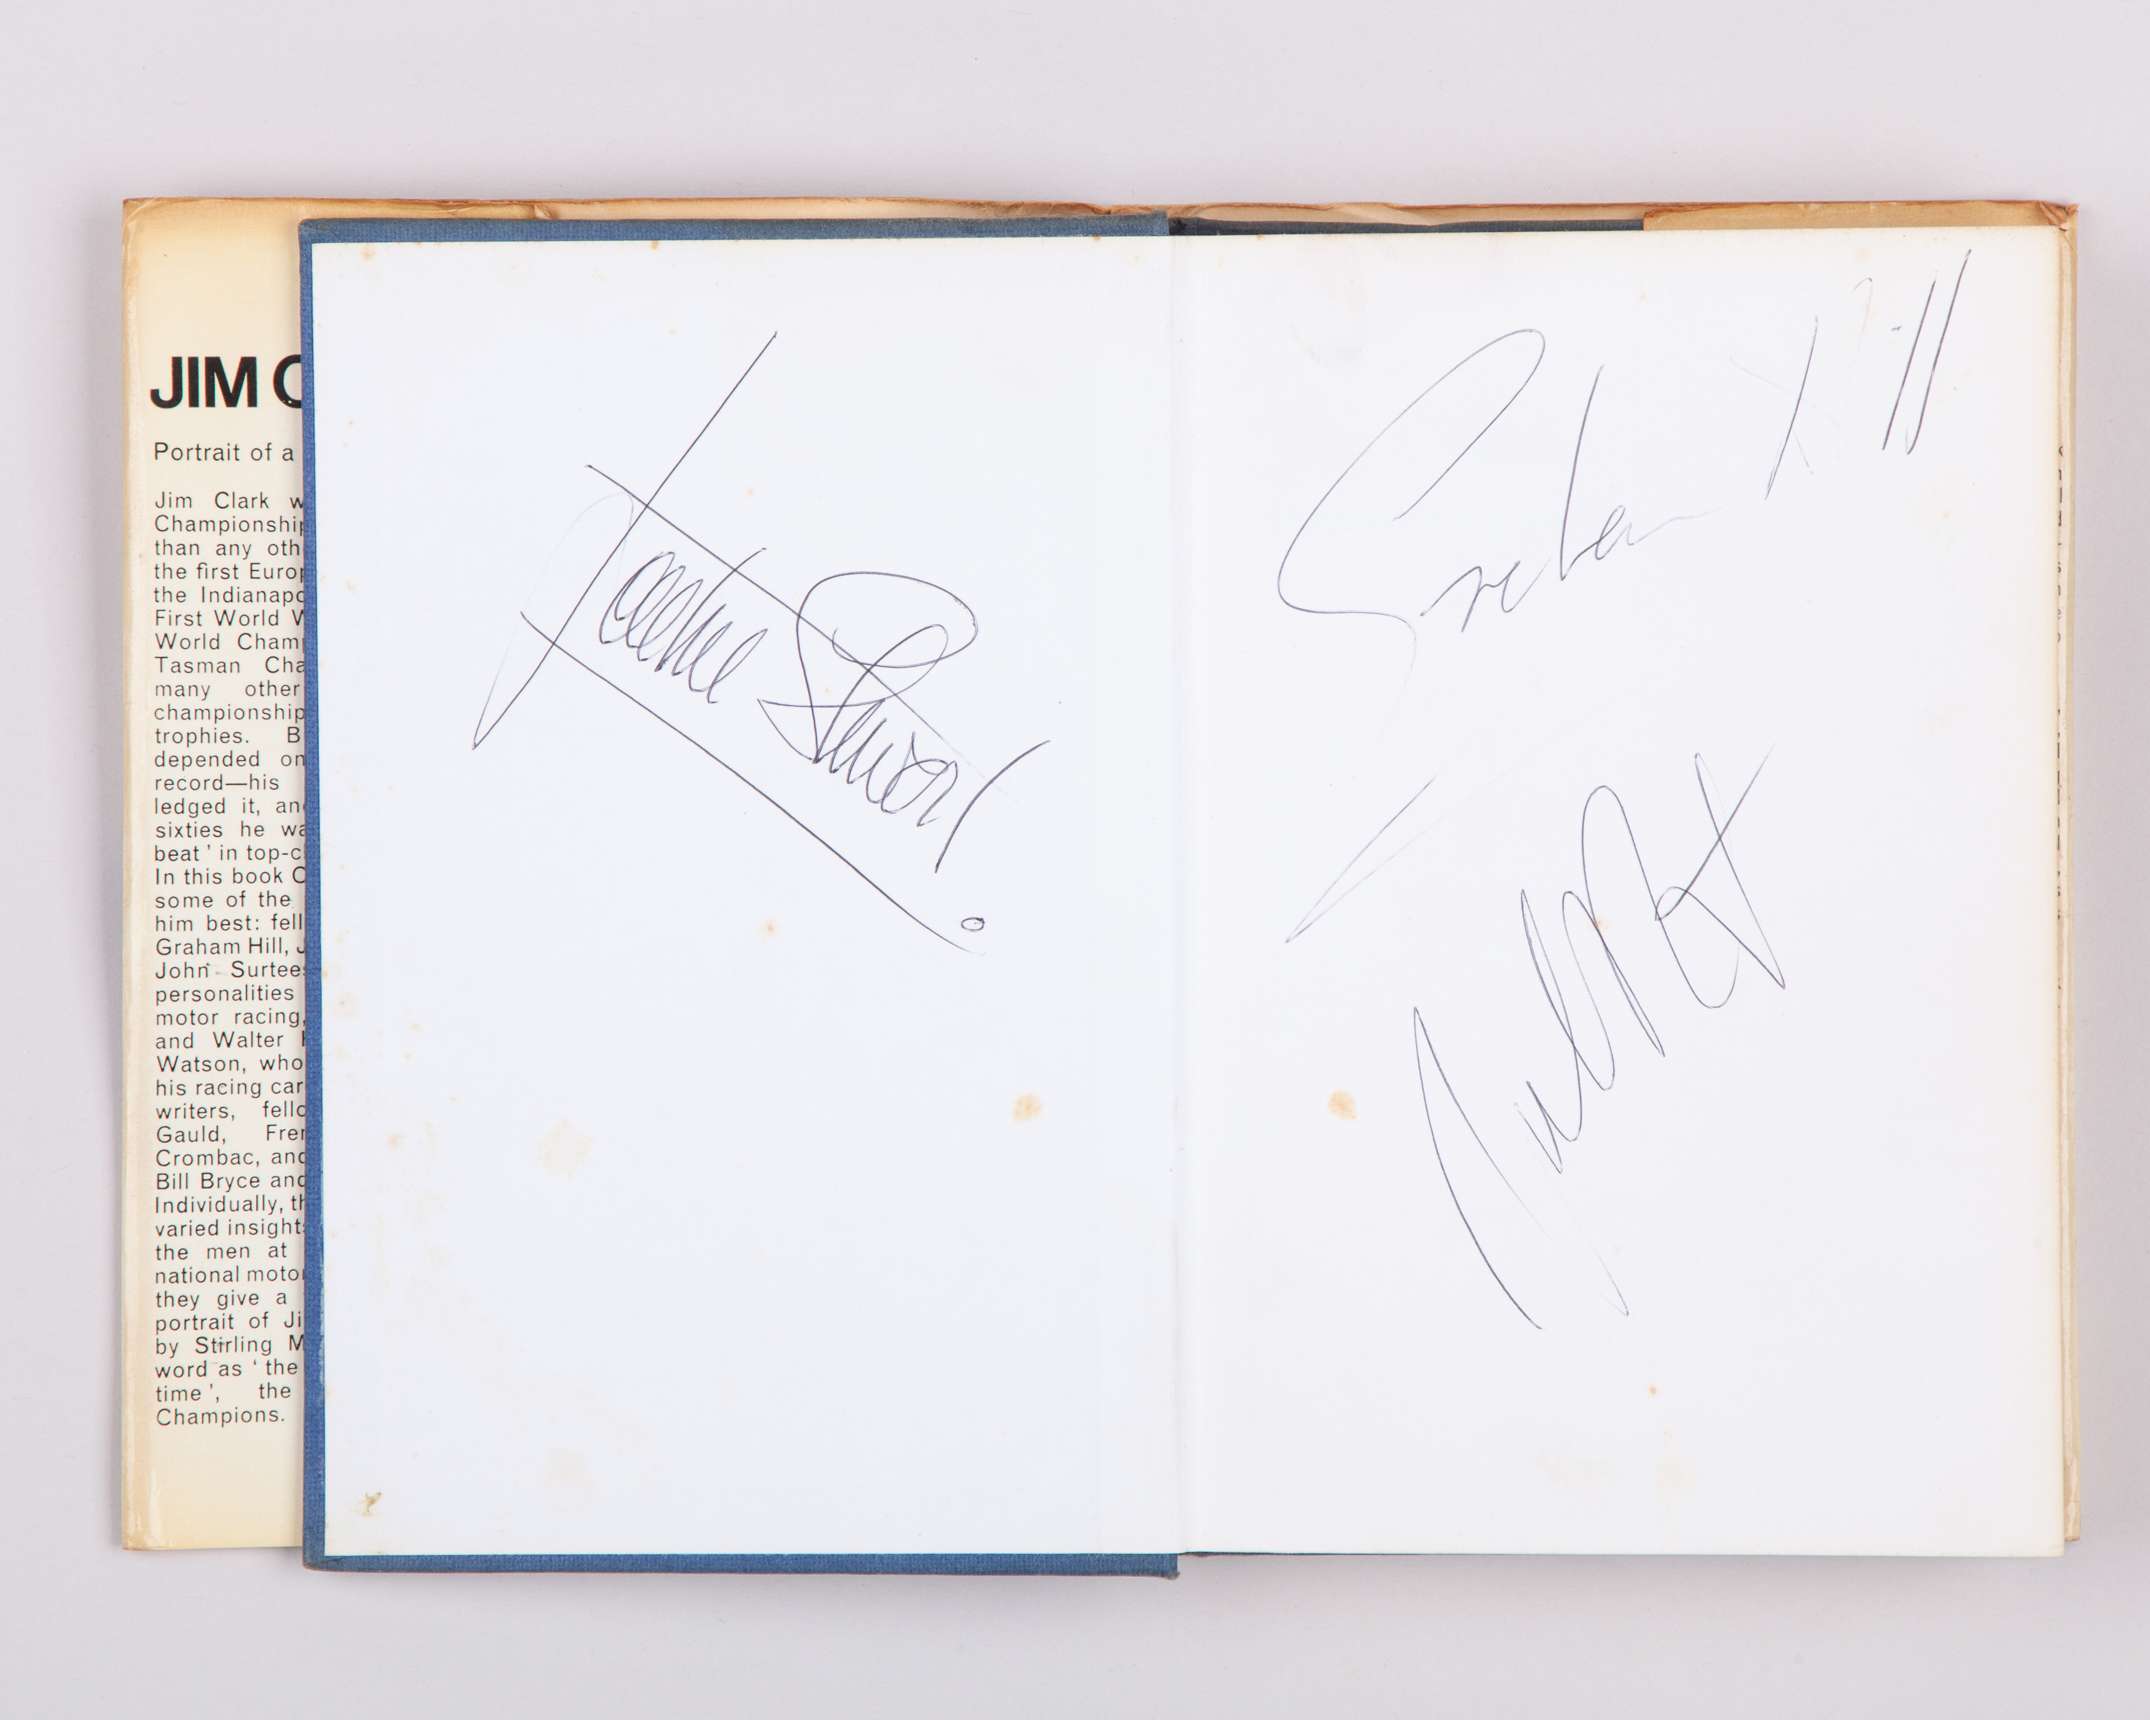 JIM C
Portrait of a
Jim Clark w
Championship
than any oth
the first Europ
the Indianapo
First World W
World Cham
Tasman Cha
many other
championship
trophies. B
depended on
record—his
ledged it, an
sixties he wa
beat' in top-c
In this book C
some of the
him best: fell
Graham Hill, J
John Surtees
personalities
motor racing,
and Walter H
Watson, who
his racing car
writers, fello
Gauld, Fren
Crombac, and
Bill Bryce and
Individually, th
varied insights
the men at
national motor
they give a
portrait of Ji
by Stirling M
word as 'the
time', the
Champions.
Jackie Stewart
Graham Hill